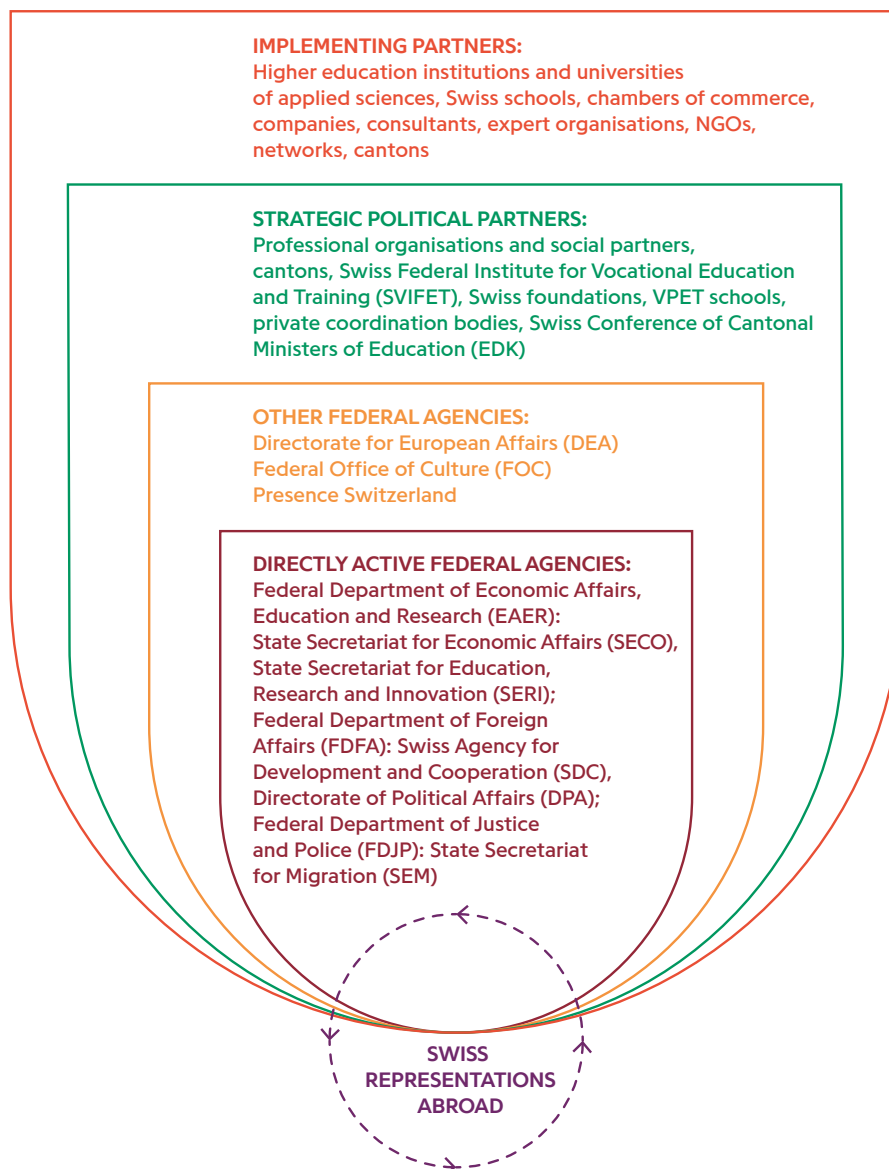 IMPLEMENTING PARTNERS:
Higher education institutions and universities
of applied sciences, Swiss schools, chambers of commerce,
companies, consultants, expert organisations, NGOs,
networks, cantons
STRATEGIC POLITICAL PARTNERS:
Professional organisations and social partners,
cantons, Swiss Federal Institute for Vocational Education
and Training (SVIFET), Swiss foundations, VPET schools,
private coordination bodies, Swiss Conference of Cantonal
Ministers of Education (EDK)
OTHER FEDERAL AGENCIES:
Directorate for European Affairs (DEA)
Federal Office of Culture (FOC)
Presence Switzerland
DIRECTLY ACTIVE FEDERAL AGENCIES:
Federal Department of Economic Affairs,
Education and Research (EAER):
State Secretariat for Economic Affairs (SECO),
State Secretariat for Education,
Research and Innovation (SERI);
Federal Department of Foreign
Affairs (FDFA): Swiss Agency for
Development and Cooperation (SDC),
Directorate of Political Affairs (DPA);
Federal Department of Justice
and Police (FDJP): State Secretariat
for Migration (SEM)
SWISS
REPRESENTATIONS
ABROAD